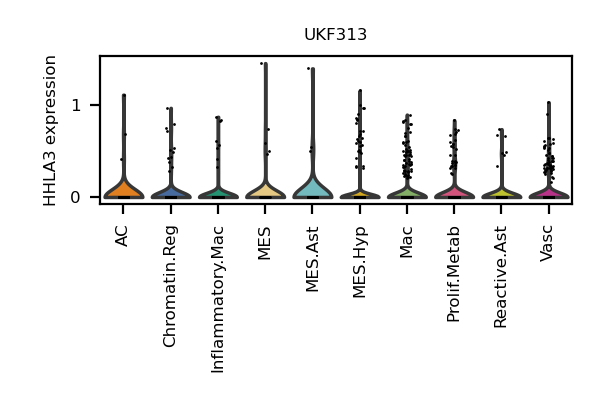 UKF313
HHLA3 expression
1
0
AC
Chromatin.Reg
Inflammatory.Mac
MES
MES.Ast
MES.Hyp
Mac
Prolif.Metab
Reactive.Ast
Vasc